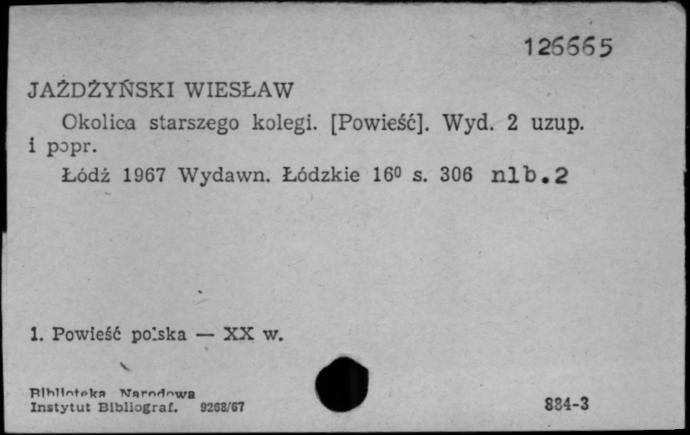 126665
JAŻDŻYŃSKI WIESŁAW
Okolica starszego kolegi. [Powieść]. Wyd. 2 uzup.
i popr.
Łódź 1967 Wydawn. Łódzkie 16⁰ s. 306 nlb.2
1. Powieść polska — XX w.
Biblioteka Narodowa
Instytut Bibliograf. 9268/67
884-3